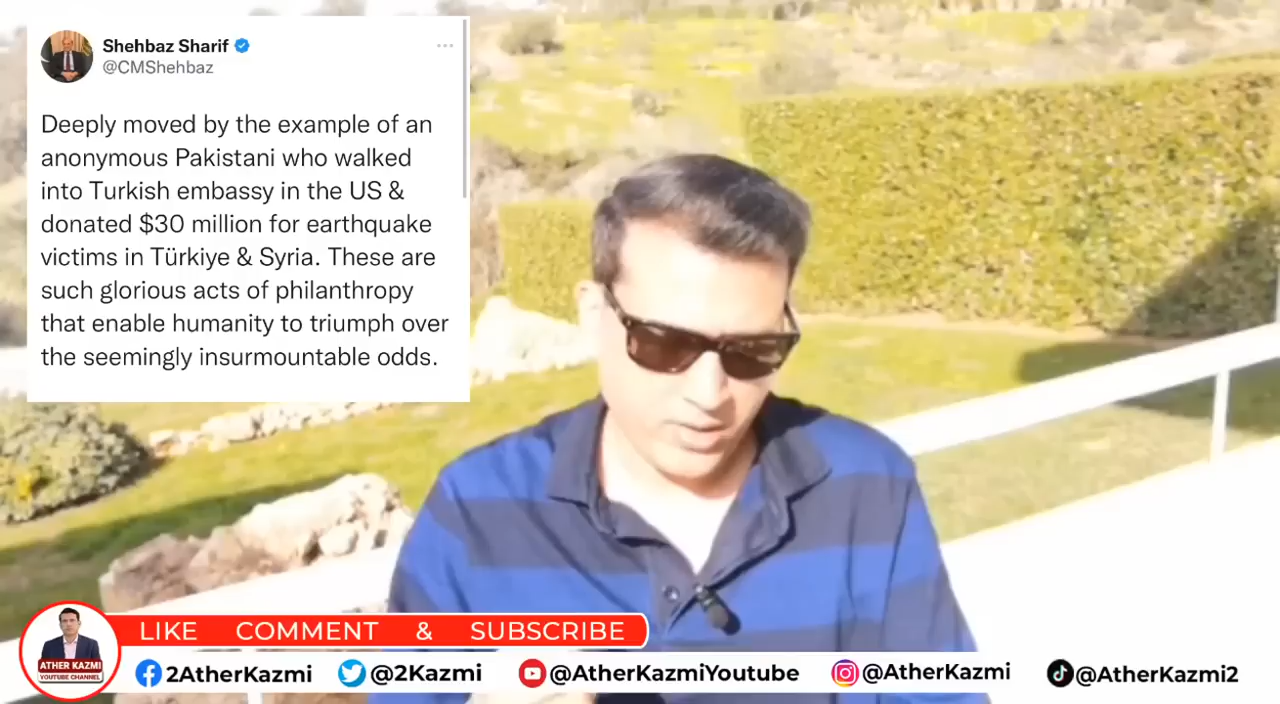 Shehbaz Sharif
@CMShehbaz
Deeply moved by the example of an
anonymous Pakistani who walked
into Turkish embassy in the US &
donated $30 million for earthquake
victims in Türkiye & Syria. These are
such glorious acts of philanthropy
that enable humanity to triumph over
the seemingly insurmountable odds.
LIKE COMMENT & SUBSCRIBE
ATHER KAZMI
YOUTUBE CHANNEL
2AtherKazmi @2Kazmi @AtherKazmiYoutube @AtherKazmi @AtherKazmi2